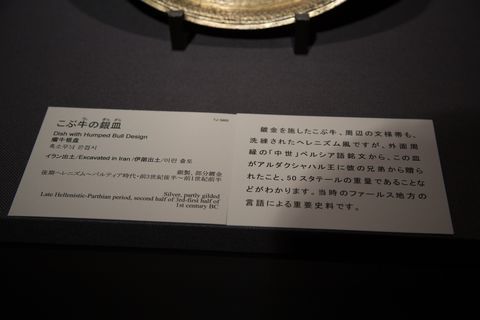 こぶ牛の銀皿
Dish with Humped Bull Design
瘤牛銀盤
혹소무늬 은접시
イラン出土/Excavated in Iran/伊朗出土/이란 출토
銀製、部分鍍金
後期ヘレニズム〜パルティア時代・前3世紀後半〜前1世紀前半
Silver, partly gilded
Late Hellenistic-Parthian period, second half of 3rd-first half of
1st century BC
鍍金を施したこぶ牛、周辺の文様帯も、
洗練されたヘレニズム風ですが、外面周
縁の「中世」ペルシア語銘文から、この皿
がアルダクシャハル王に彼の兄弟から贈ら
れたこと、50スタテールの重量であることな
どがわかります。当時のファールス地方の
言語による重要史料です。